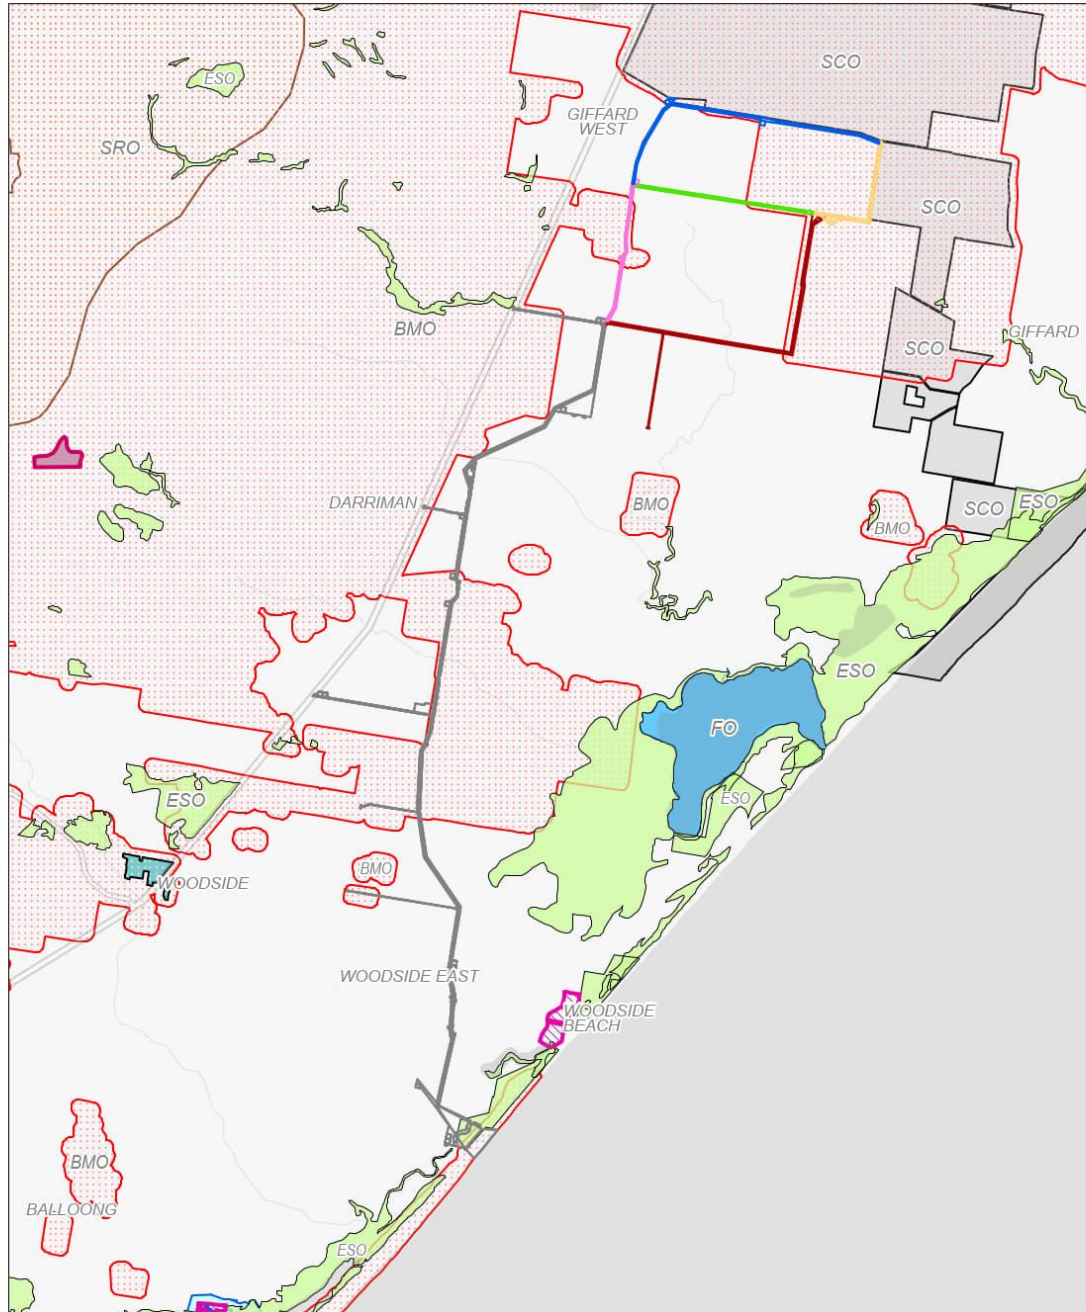 SCO
ESO
GIFFARD
WEST
SRO
SCO
BMO
GIFFARD
SCO
DARRIMAN
BMO
SCO
ESO
BMO
ESO
FO
ESO
ESO
BMO
WOODSIDE
WOODSIDE EAST
WOODSIDE
BEACH
BMO
BALLOONG
ESO